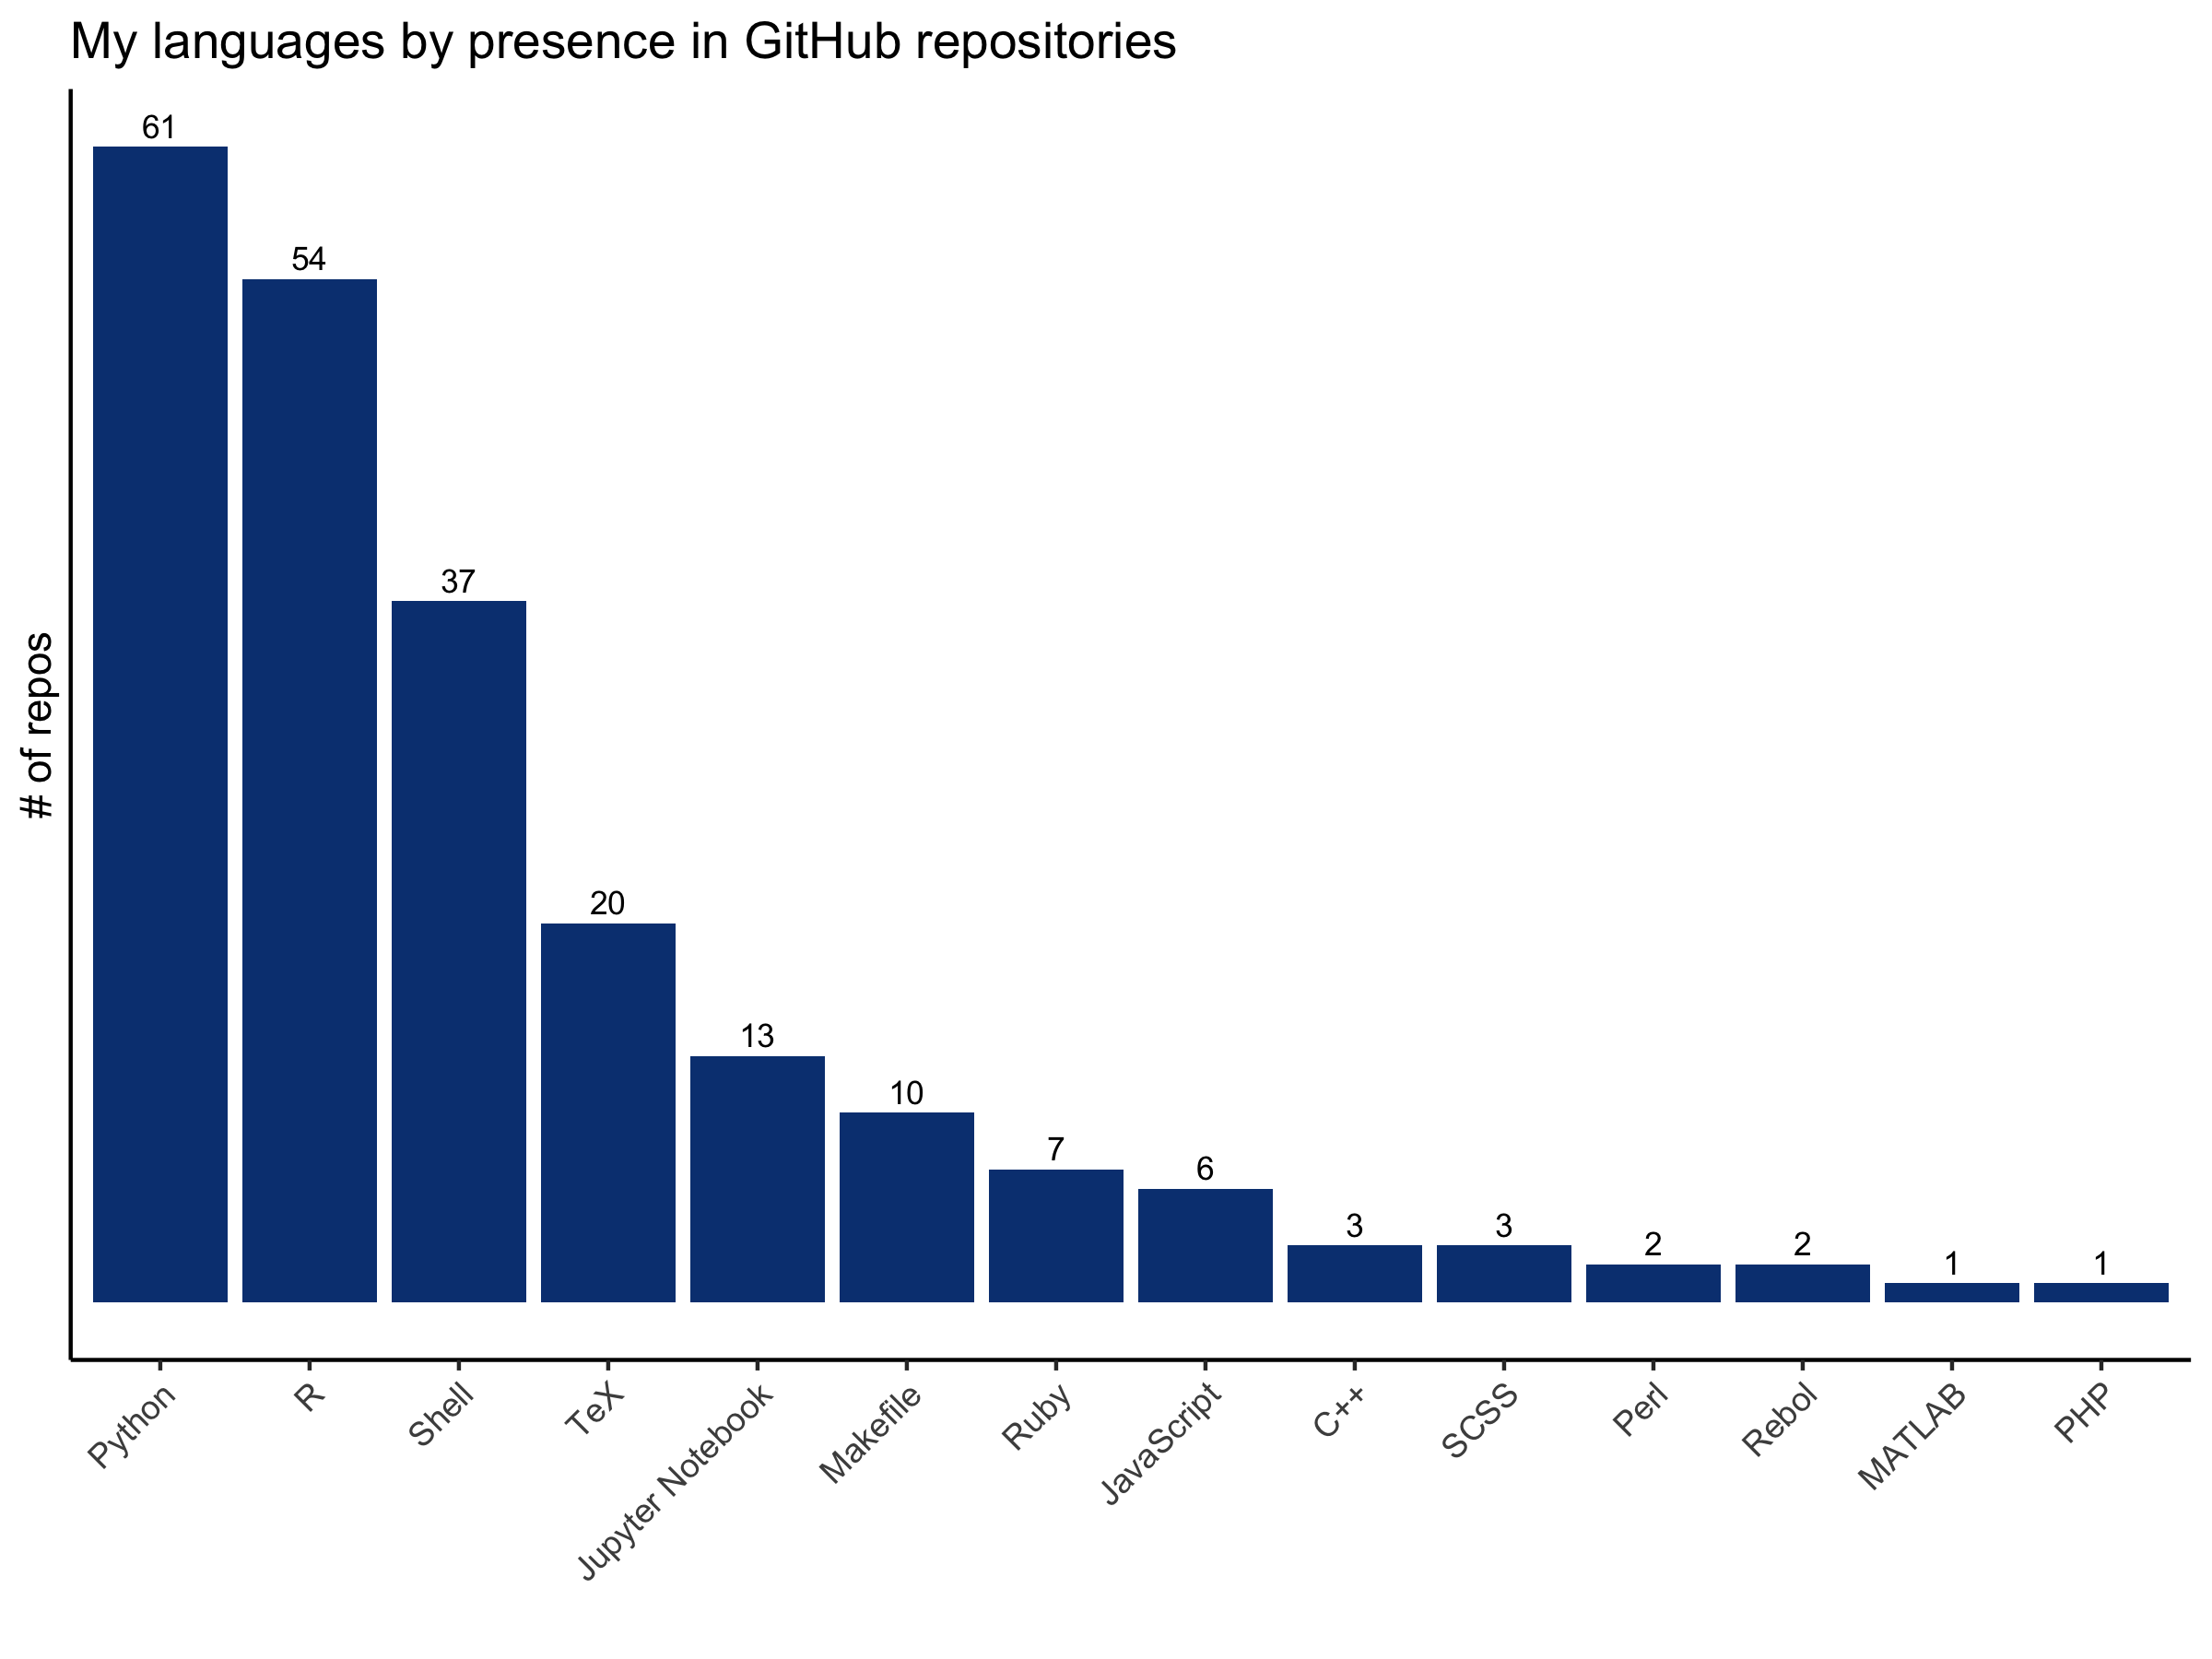 My languages by presence in GitHub repositories
# of repos
61
54
37
20
13
10
7
6
3
3
2
2
1
1
Python
R
Shell
TeX
Jupyter Notebook
Makefile
Ruby
JavaScript
C++
SCSS
Perl
Rebol
MATLAB
PHP